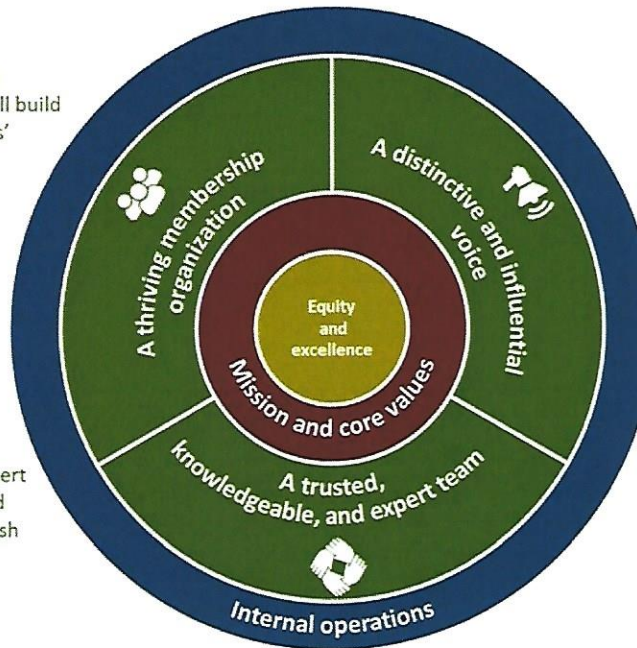 ll build
s'
A thriving membership
organization
A distinctive and influential
voice
Equity
and
excellence
Mission and core values
A trusted,
knowledgeable, and expert team
pert
d
sh
Internal operations